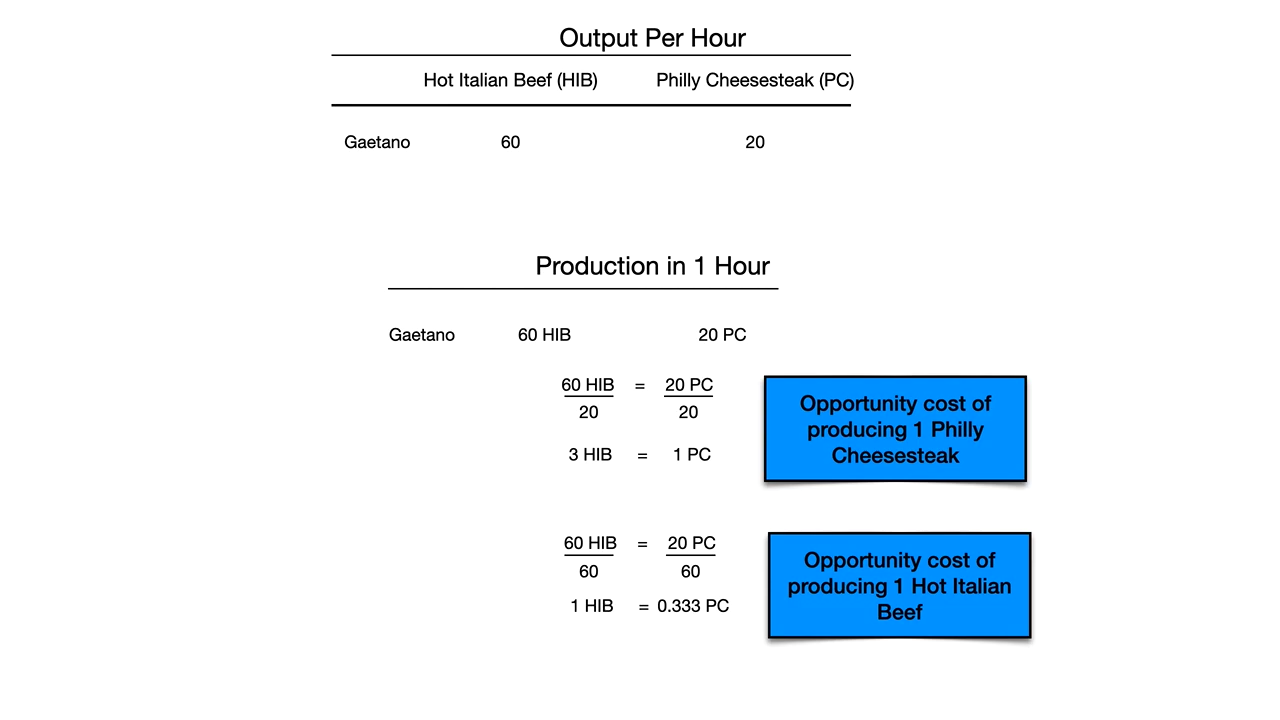 Output Per Hour
Hot Italian Beef (HIB) Philly Cheesesteak (PC)
Gaetano 60 20
Production in 1 Hour
Gaetano 60 HIB 20 PC
60 HIB = 20 PC
20 20
3 HIB = 1 PC
Opportunity cost of
producing 1 Philly
Cheesesteak
60 HIB = 20 PC
60 60
1 HIB = 0.333 PC
Opportunity cost of
producing 1 Hot Italian
Beef